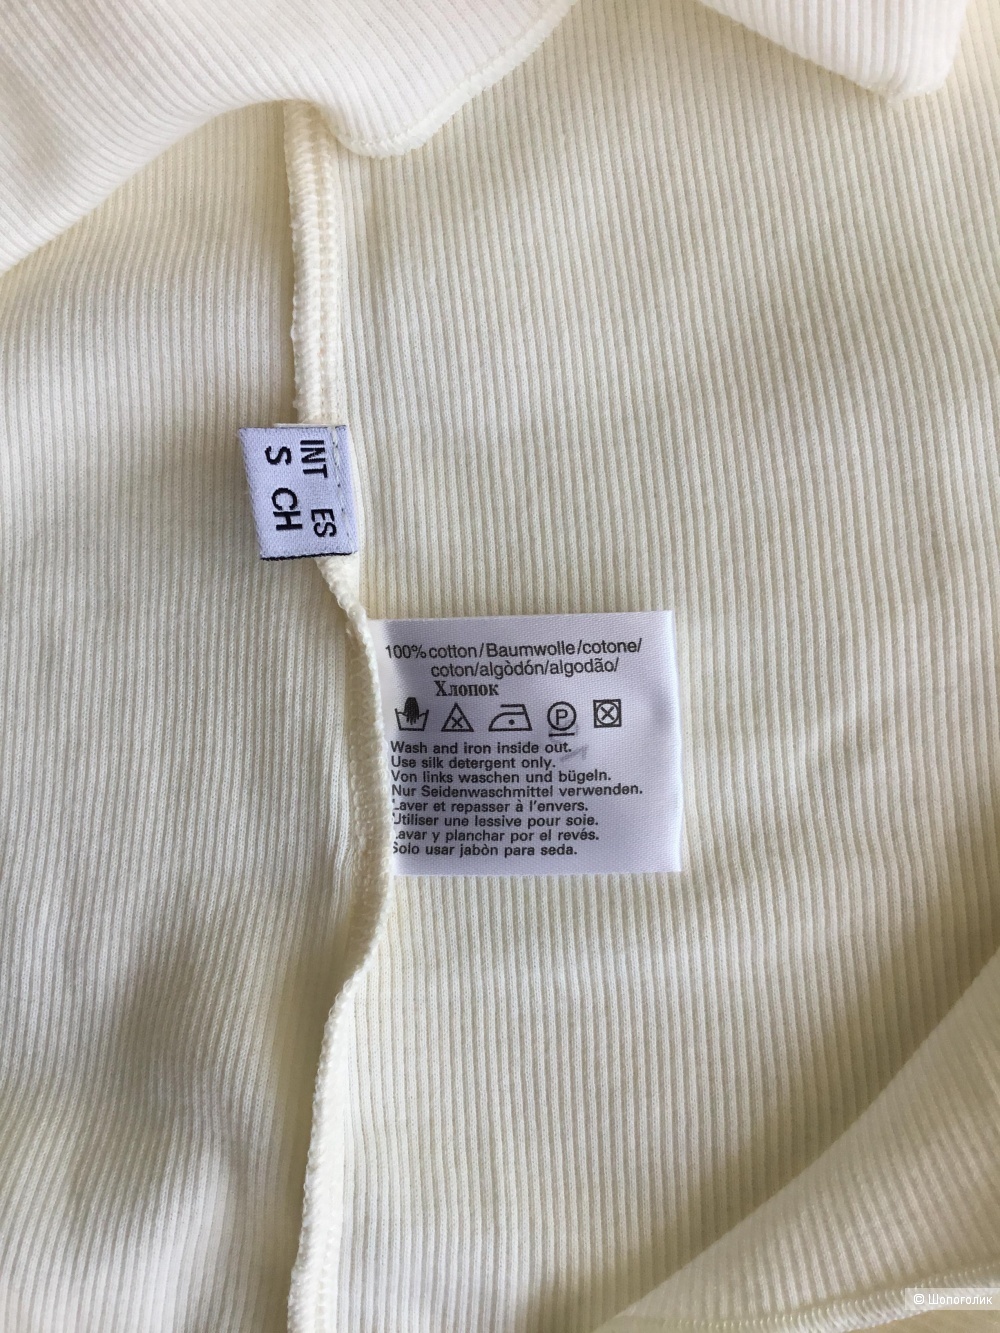 INT ES
S CH
100% cotton/Baumwolle/cotone/
coton/algòdón/algodão/
Хлопок
P
Wash and iron inside out.
Use silk detergent only.
Von links waschen und bügeln.
Nur Seidenwaschmittel verwenden.
Laver et repasser à l'envers.
Utiliser une lessive pour soie.
Lavar y planchar por el revés.
Solo usar jabòn para seda.
© Шопоголик